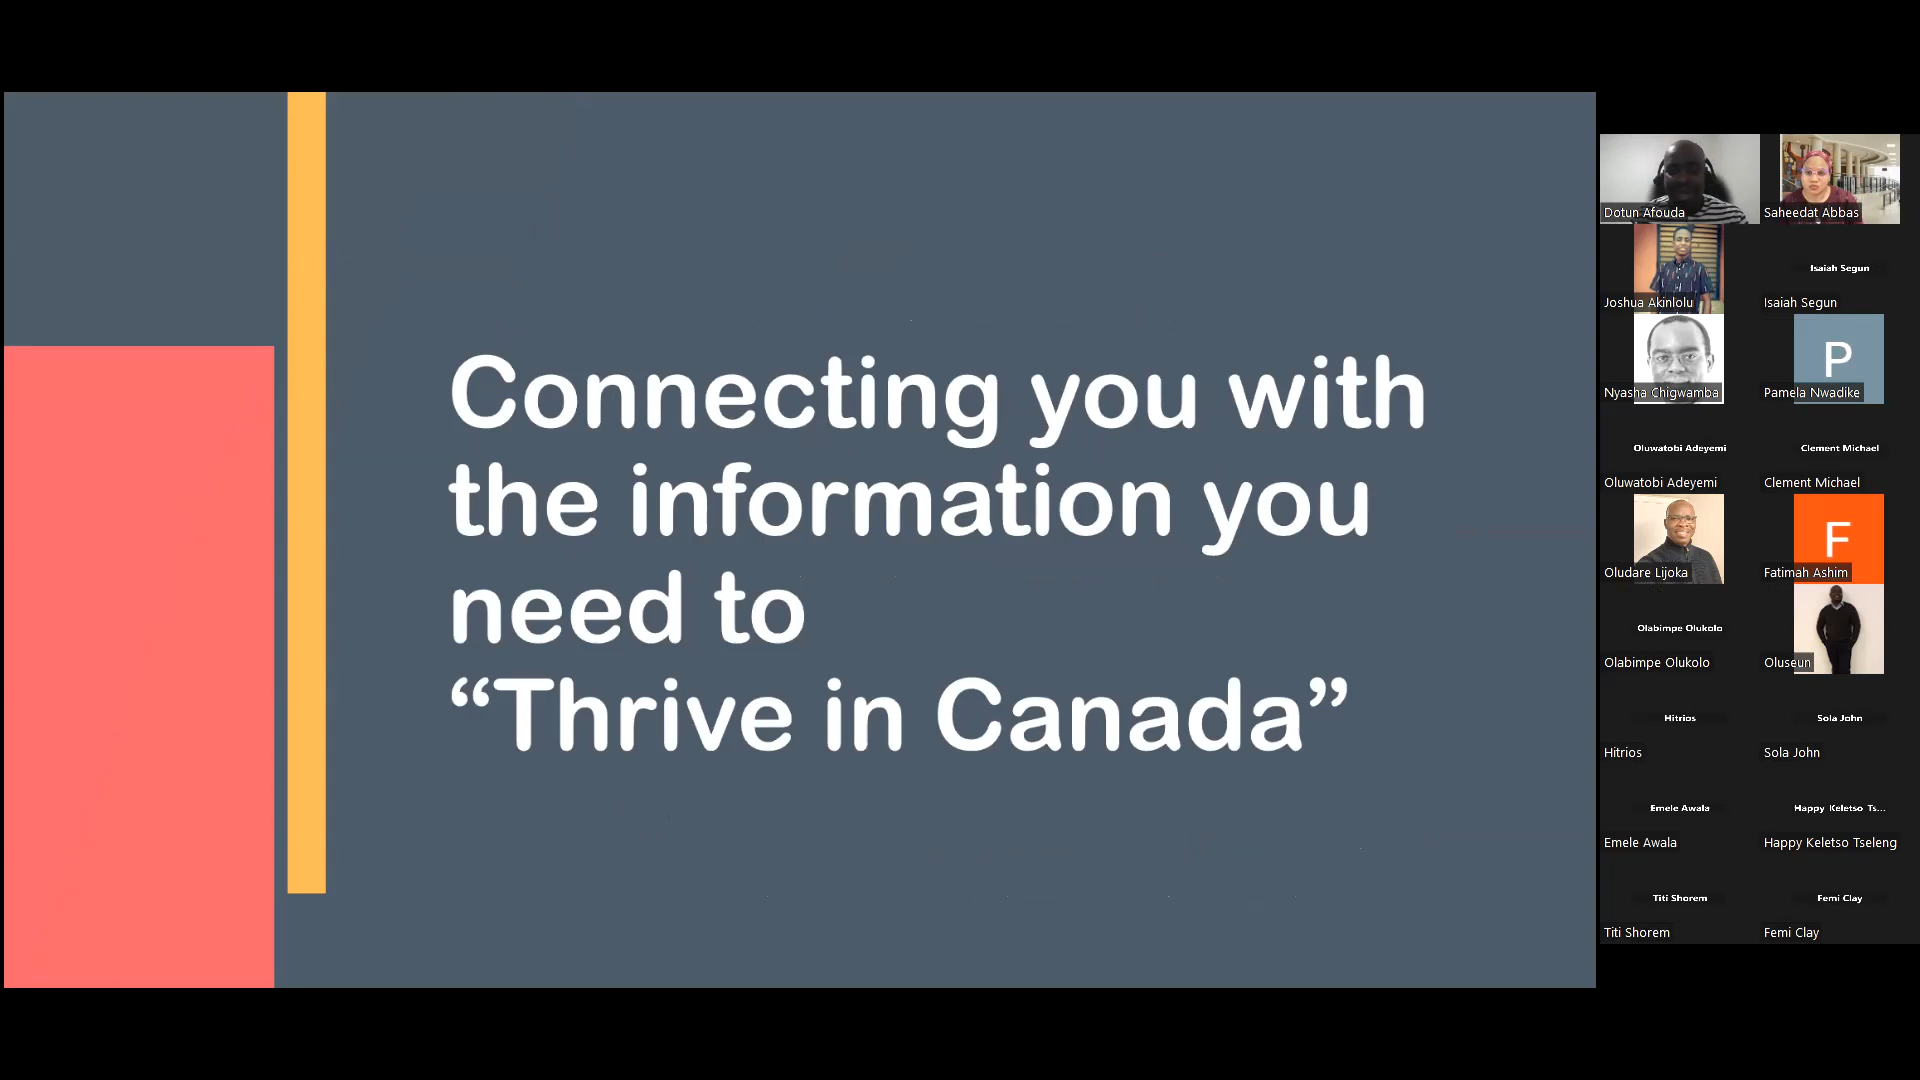 Connecting you with
the information you
need to
“Thrive in Canada”
Dotun Afouda
Saheedat Abbas
Joshua Akinlolu
Isaiah Segun
Isaiah Segun
Nyasha Chigwamba
P
Pamela Nwadike
Oluwatobi Adeyemi
Oluwatobi Adeyemi
Clement Michael
Clement Michael
Oludare Lijoka
F
Fatimah Ashim
Olabimpe Olukolo
Olabimpe Olukolo
Oluseun
Hitrios
Hitrios
Sola John
Sola John
Emele Awala
Emele Awala
Happy Keletso Ts...
Happy Keletso Tseleng
Titi Shorem
Titi Shorem
Femi Clay
Femi Clay